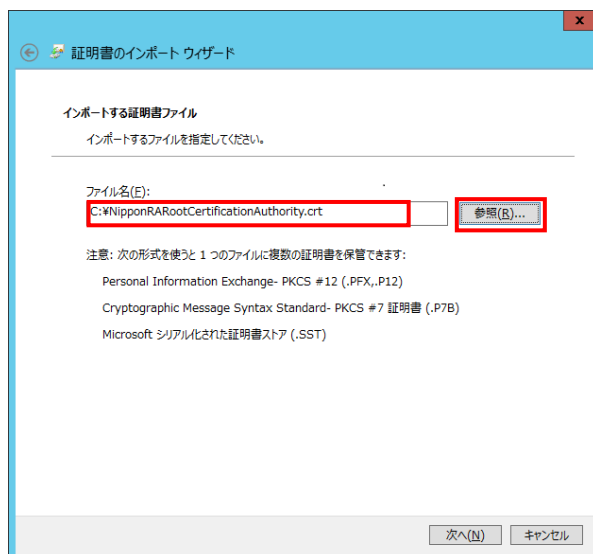 x
証明書のインポート ウィザード
インポートする証明書ファイル
インポートするファイルを指定してください。
ファイル名(F):
C:¥NipponRARootCertificationAuthority.crt
参照(R)...
注意: 次の形式を使うと 1 つのファイルに複数の証明書を保管できます:
Personal Information Exchange- PKCS #12 (.PFX,.P12)
Cryptographic Message Syntax Standard- PKCS #7 証明書 (.P7B)
Microsoft シリアル化された証明書ストア (.SST)
次へ(N) キャンセル